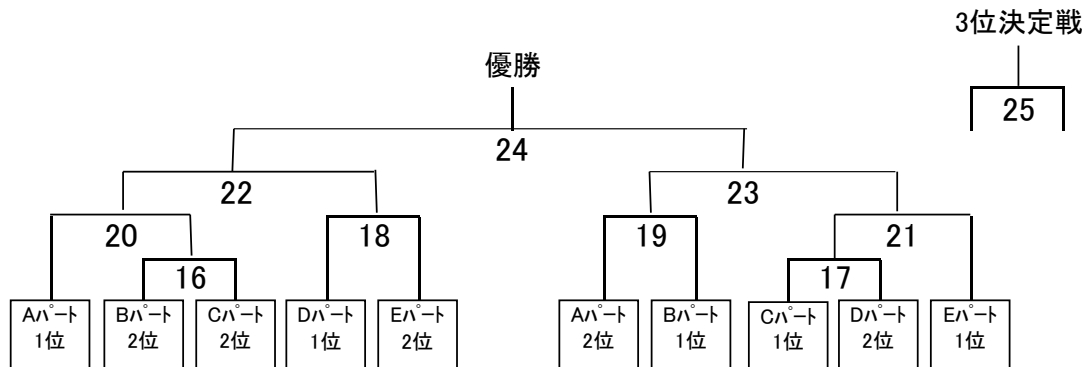 3位決定戦
優勝
25
24
22
23
20
18
19
21
16
17
Aパート
1位
Bパート
2位
Cパート
2位
Dパート
1位
Eパート
2位
Aパート
2位
Bパート
1位
Cパート
1位
Dパート
2位
Eパート
1位